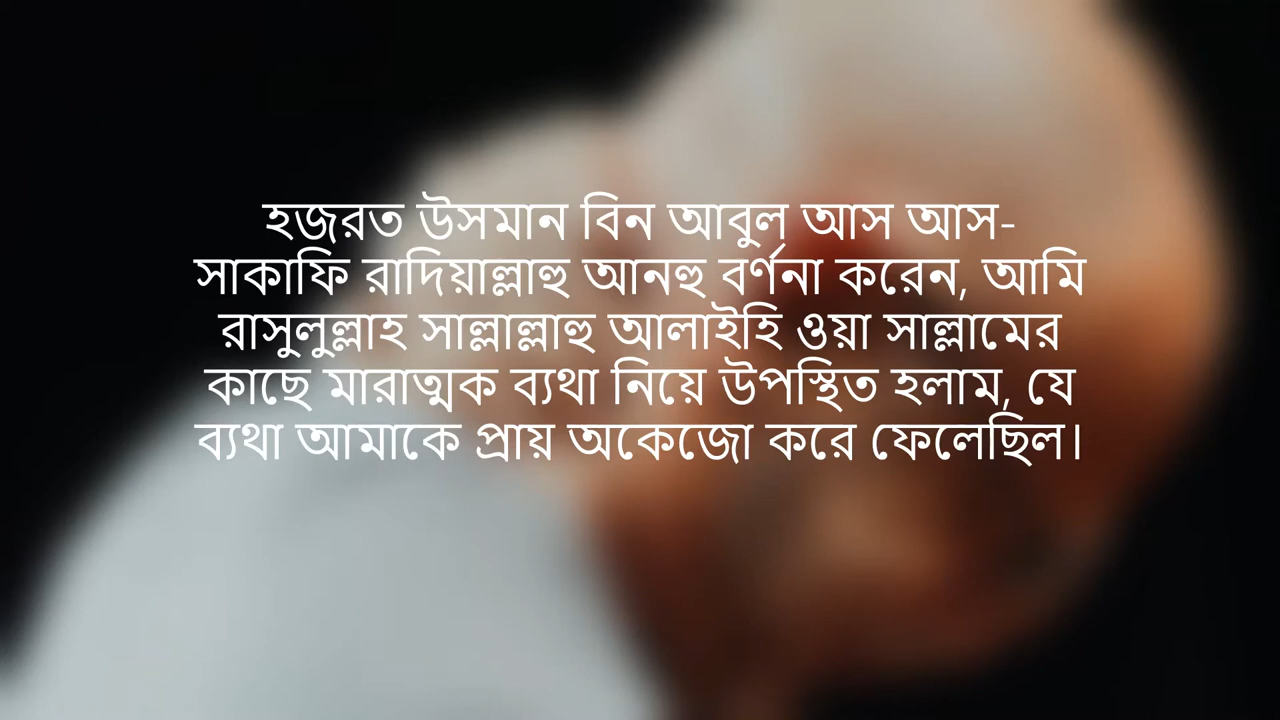 হজরত উসমান বিন আবুল আস আস-
সাকাফি রাদিয়াল্লাহু আনহু বর্ণনা করেন, আমি
রাসুলুল্লাহ সাল্লাল্লাহু আলাইহি ওয়া সাল্লামের
কাছে মারাত্মক ব্যথা নিয়ে উপস্থিত হলাম, যে
ব্যথা আমাকে প্রায় অকেজো করে ফেলেছিল।